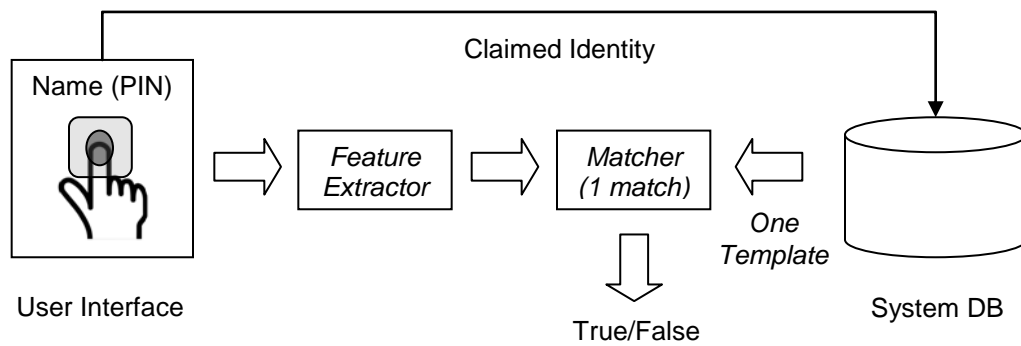 Claimed Identity
Name (PIN)
Feature
Extractor
Matcher
(1 match)
One
Template
User Interface
System DB
True/False